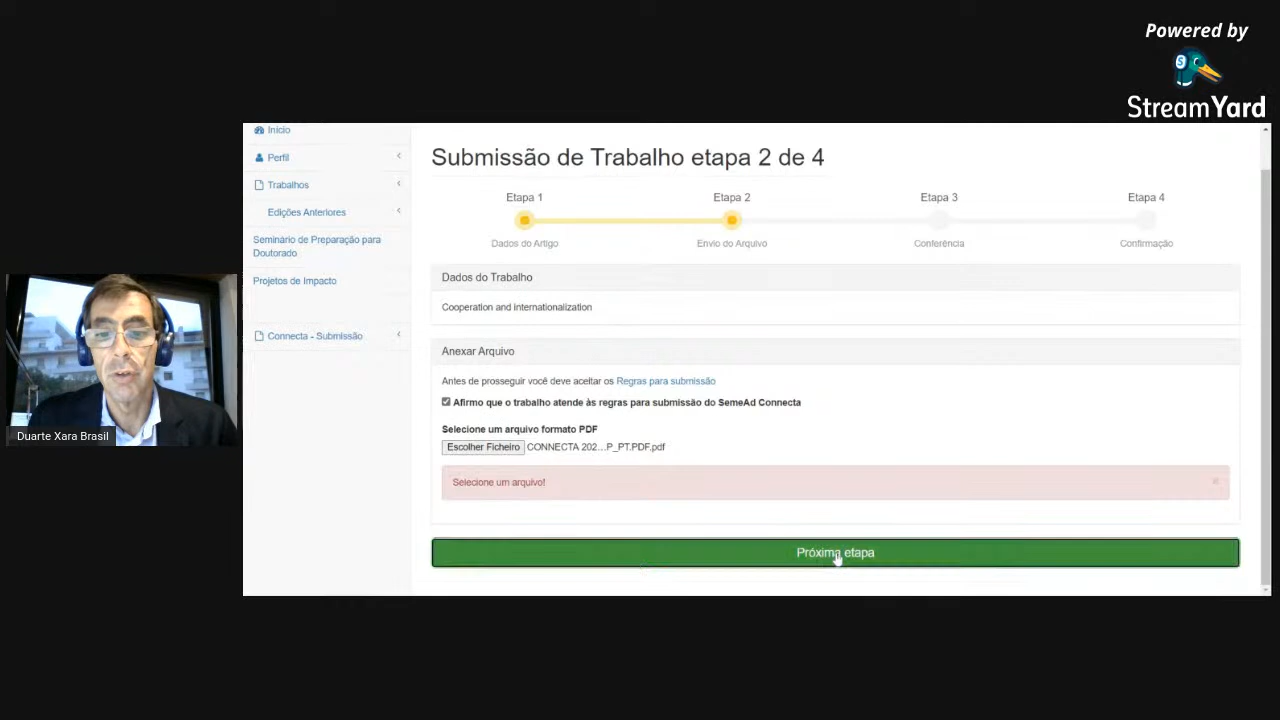 Powered by
StreamYard
Início
Perfil
Trabalhos
Edições Anteriores
Seminário de Preparação para
Doutorado
Projetos de Impacto
Connecta - Submissão
Submissão de Trabalho etapa 2 de 4
Etapa 1
Etapa 2
Etapa 3
Etapa 4
Dados do Artigo
Envio do Arquivo
Conferência
Confirmação
Dados do Trabalho
Cooperation and internationalization
Anexar Arquivo
Antes de prosseguir você deve aceitar os Regras para submissão
Afirmo que o trabalho atende às regras para submissão do SemeAd Connecta
Selecione um arquivo formato PDF
Escolher Ficheiro CONNECTA 202...P_PT.PDF.pdf
Selecione um arquivo!
×
Próxima etapa
Duarte Xara Brasil